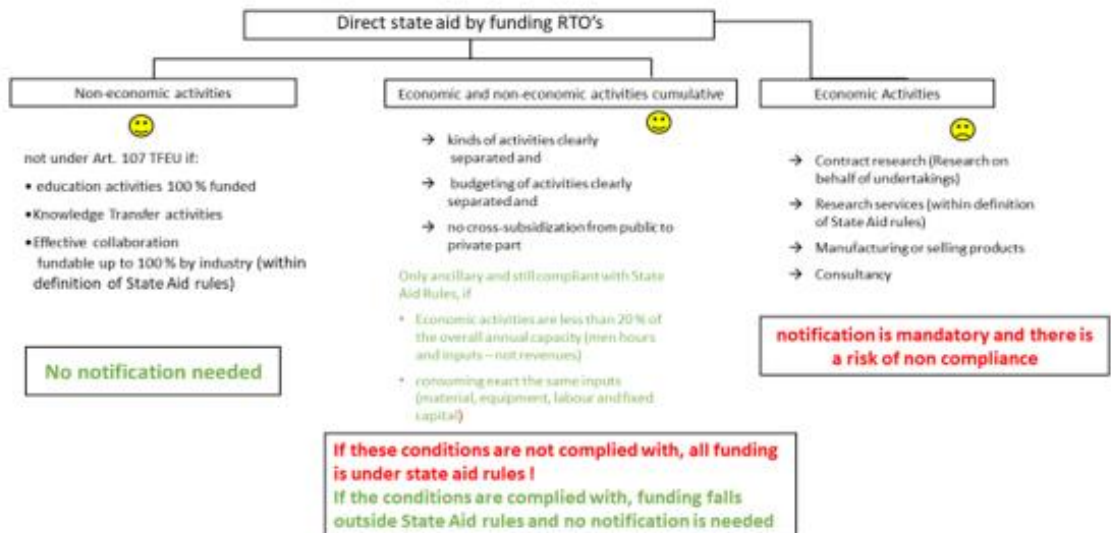 Direct state aid by funding RTO's
Non-economic activities
not under Art. 107 TFEU if:
• education activities 100 % funded
•Knowledge Transfer activities
•Effective collaboration
fundable up to 100 % by industry (within
definition of State Aid rules)
No notification needed
Economic and non-economic activities cumulative
→ kinds of activities clearly
separated and
→ budgeting of activities clearly
separated and
→ no cross-subsidization from public to
private part
Only ancillary and still compliant with State
Aid Rules, if
• Economic activities are less than 20 % of
the overall annual capacity (men hours
and inputs – not revenues)
• consuming exact the same inputs
(material, equipment, labour and fixed
capital)
If these conditions are not complied with, all funding
is under state aid rules !
If the conditions are complied with, funding falls
outside State Aid rules and no notification is needed
Economic Activities
→ Contract research (Research on
behalf of undertakings)
→ Research services (within definition
of State Aid rules)
→ Manufacturing or selling products
→ Consultancy
notification is mandatory and there is
a risk of non compliance